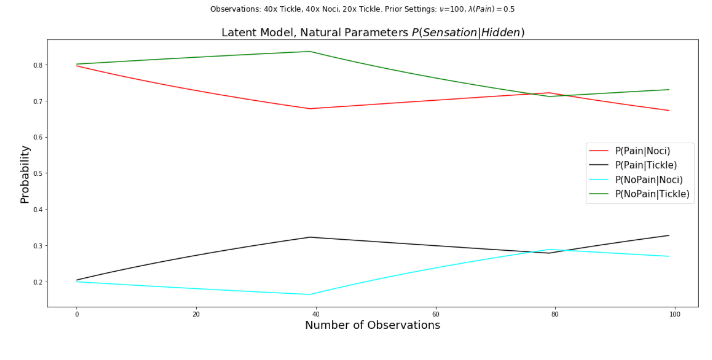 Observations: 40x Tickle, 40x Noci, 20x Tickle. Prior Settings: ν=100, λ(Pain) = 0.5
Latent Model, Natural Parameters P(Sensation|Hidden)
Probability
0.8
0.7
0.6
0.5
0.4
0.3
0.2
P(Pain|Noci)
P(Pain|Tickle)
P(NoPain|Noci)
P(NoPain|Tickle)
0 20 40 60 80 100
Number of Observations